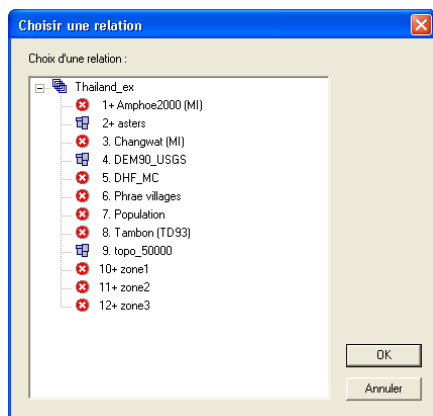 Choisir une relation
Choix d'une relation :
Thailand_ex
1+ Amphoe2000 (MI)
2+ asters
3. Changwat (MI)
4. DEM90_USGS
5. DHF_MC
6. Phrae villages
7. Population
8. Tambon (TD93)
9. topo_50000
10+ zone1
11+ zone2
12+ zone3
OK
Annuler